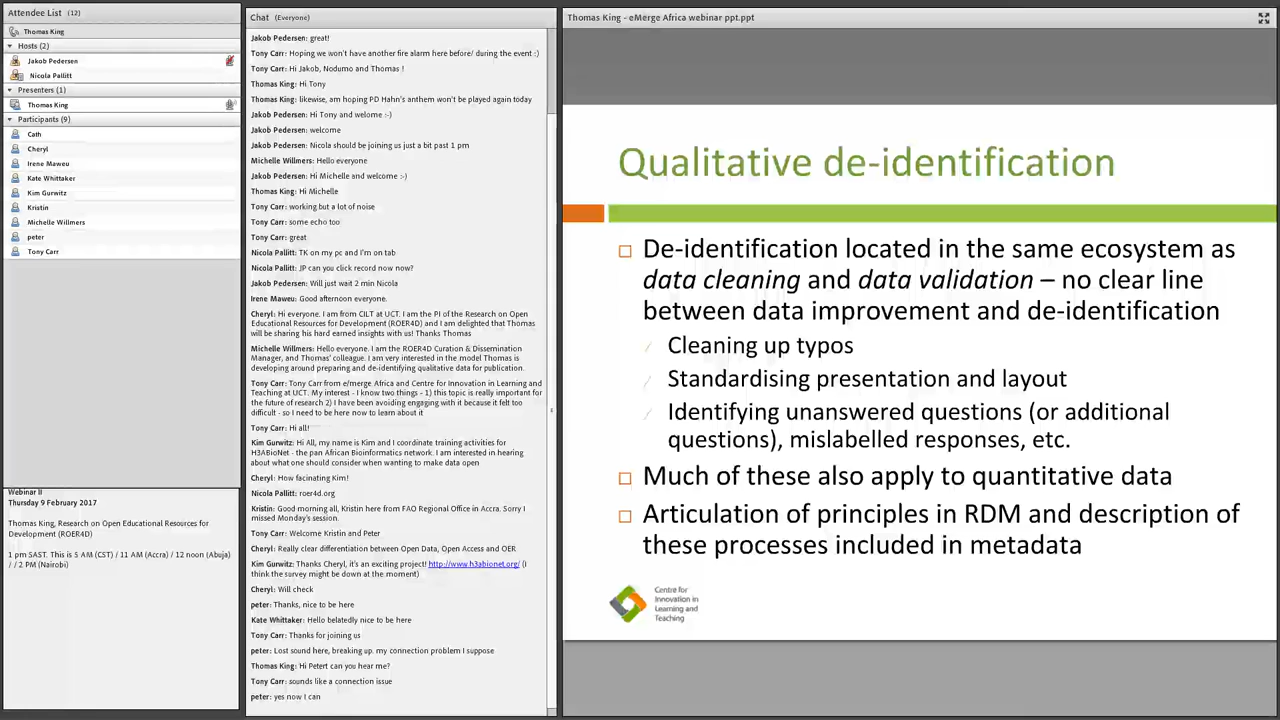 Attendee List (12)
Thomas King
Hosts (2)
Jakob Pedersen
Nicola Pallitt
Presenters (1)
Thomas King
Participants (9)
Cath
Cheryl
Irene Maweu
Kate Whittaker
Kim Gurwitz
Kristin
Michelle Willmers
peter
Tony Carr
Webinar II
Thursday 9 February 2017
Thomas King, Research on Open Educational Resources for
Development (ROER4D)
1 pm SAST. This is 5 AM (CST) / 11 AM (Accra) / 12 noon (Abuja)
/ / 2 PM (Nairobi)
Chat (Everyone)
Jakob Pedersen: great!
Tony Carr: Hoping we won't have another fire alarm here before/ during the event :)
Tony Carr: Hi Jakob, Nodumo and Thomas !
Thomas King: Hi Tony
Thomas King: likewise, am hoping PD Hahn's anthem won't be played again today
Jakob Pedersen: Hi Tony and welome :-)
Jakob Pedersen: welcome
Jakob Pedersen: Nicola should be joining us just a bit past 1 pm
Michelle Willmers: Hello everyone
Jakob Pedersen: Hi Michelle and welcome :-)
Thomas King: Hi Michelle
Tony Carr: working but a lot of noise
Tony Carr: some echo too
Tony Carr: great
Nicola Pallitt: TK on my pc and I'm on tab
Nicola Pallitt: JP can you click record now now?
Jakob Pedersen: Will just wait 2 min Nicola
Irene Maweu: Good afternoon everyone.
Cheryl: Hi everyone. I am from CILT at UCT. I am the PI of the Research on Open
Educational Resources for Development (ROER4D) and I am delighted that Thomas
will be sharing his hard earned insights with us! Thanks Thomas
Michelle Willmers: Hello everyone. I am the ROER4D Curation & Dissemination
Manager, and Thomas' colleague. I am very interested in the model Thomas is
developing around preparing and de-identifying qualitative data for publication.
Tony Carr: Tony Carr from e/merge Africa and Centre for Innovation in Learning and
Teaching at UCT. My interest - I know two things - 1) this topic is really important for
the future of research 2) I have been avoiding engaging with it because it felt too
difficult - so I need to be here now to learn about it
Tony Carr: Hi all!
Kim Gurwitz: Hi All, my name is Kim and I coordinate training activities for
H3ABioNet - the pan African Bioinformatics network. I am interested in hearing
about what one should consider when wanting to make data open
Cheryl: How facinating Kim!
Nicola Pallitt: roer4d.org
Kristin: Good morning all, Kristin here from FAO Regional Office in Accra. Sorry I
missed Monday's session.
Tony Carr: Welcome Kristin and Peter
Cheryl: Really clear differentiation between Open Data, Open Access and OER
Kim Gurwitz: Thanks Cheryl, it's an exciting project! http://www.h3abionet.org/ (I
think the survey might be down at the moment)
Cheryl: Will check
peter: Thanks, nice to be here
Kate Whittaker: Hello belatedly nice to be here
Tony Carr: Thanks for joining us
peter: Lost sound here, breaking up. my connection problem I suppose
Thomas King: Hi Petert can you hear me?
Tony Carr: sounds like a connection issue
peter: yes now I can
Thomas King - eMerge Africa webinar ppt.ppt
Qualitative de-identification
De-identification located in the same ecosystem as
data cleaning and data validation – no clear line
between data improvement and de-identification
Cleaning up typos
Standardising presentation and layout
Identifying unanswered questions (or additional
questions), mislabelled responses, etc.
Much of these also apply to quantitative data
Articulation of principles in RDM and description of
these processes included in metadata
Centre for
Innovation in
Learning and
Teaching